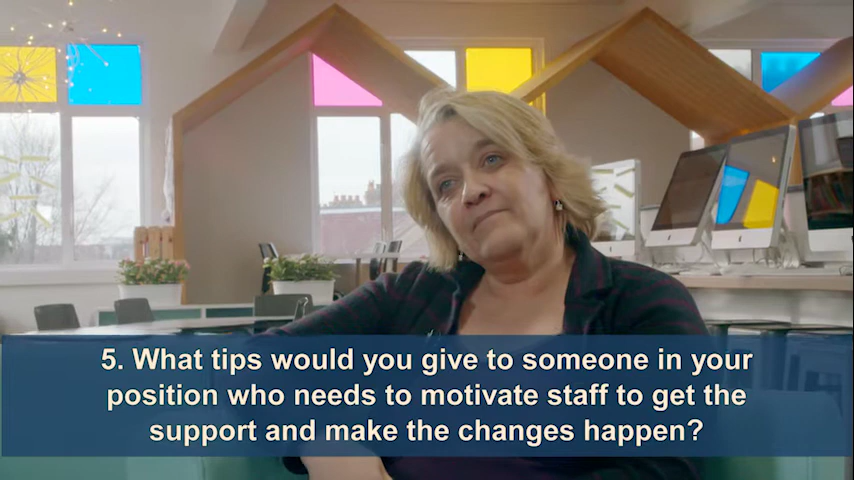 5. What tips would you give to someone in your
position who needs to motivate staff to get the
support and make the changes happen?